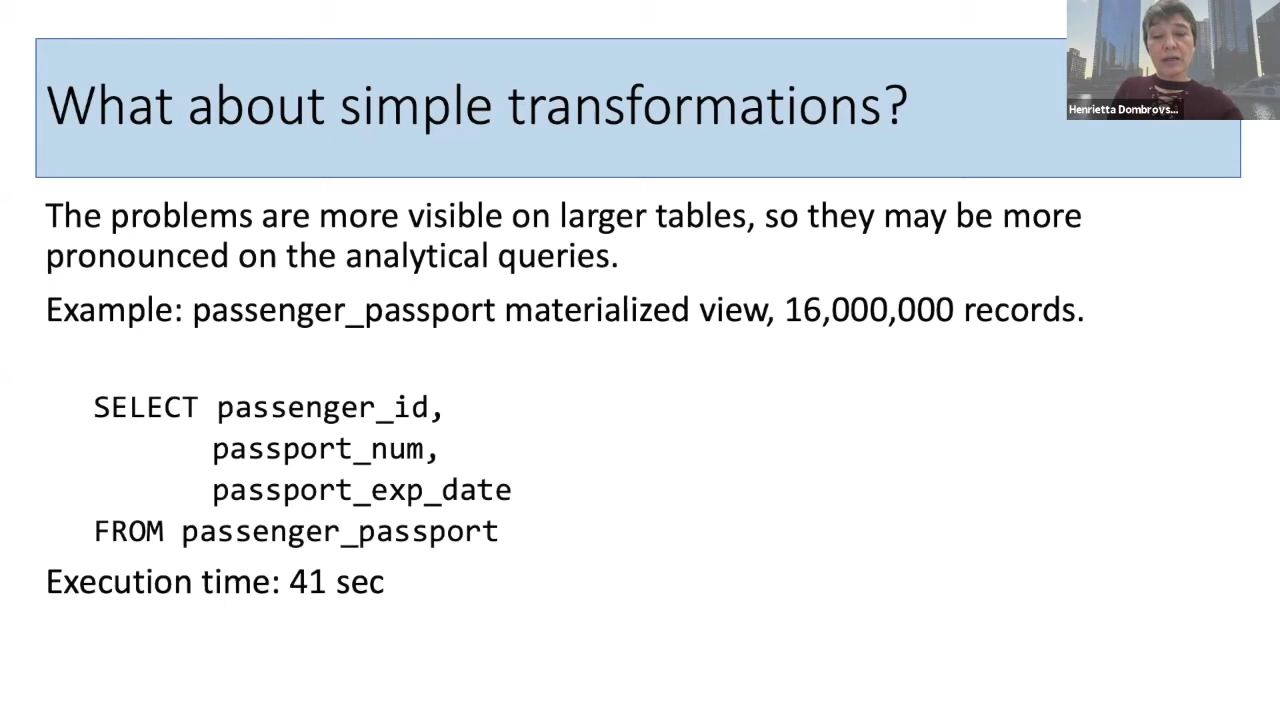 What about simple transformations?
Henrietta Dombrovs...
The problems are more visible on larger tables, so they may be more
pronounced on the analytical queries.
Example: passenger_passport materialized view, 16,000,000 records.
SELECT passenger_id,
passport_num,
passport_exp_date
FROM passenger_passport
Execution time: 41 sec